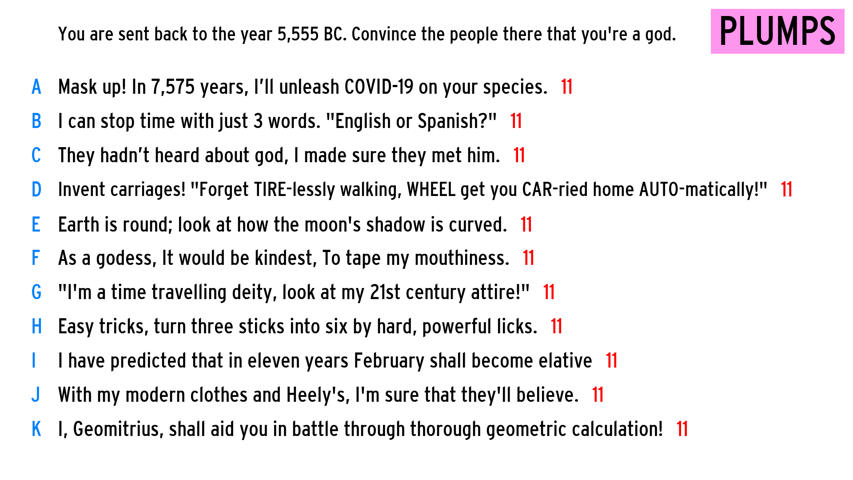 You are sent back to the year 5,555 BC. Convince the people there that you're a god. PLUMPS
A Mask up! In 7,575 years, I'll unleash COVID-19 on your species. 11
B I can stop time with just 3 words. "English or Spanish?" 11
C They hadn't heard about god, I made sure they met him. 11
D Invent carriages! "Forget TIRE-lessly walking, WHEEL get you CAR-ried home AUTO-matically!" 11
E Earth is round; look at how the moon's shadow is curved. 11
F As a godess, It would be kindest, To tape my mouthiness. 11
G "I'm a time travelling deity, look at my 21st century attire!" 11
H Easy tricks, turn three sticks into six by hard, powerful licks. 11
I I have predicted that in eleven years February shall become elative 11
J With my modern clothes and Heely's, I'm sure that they'll believe. 11
K I, Geomitrius, shall aid you in battle through thorough geometric calculation! 11